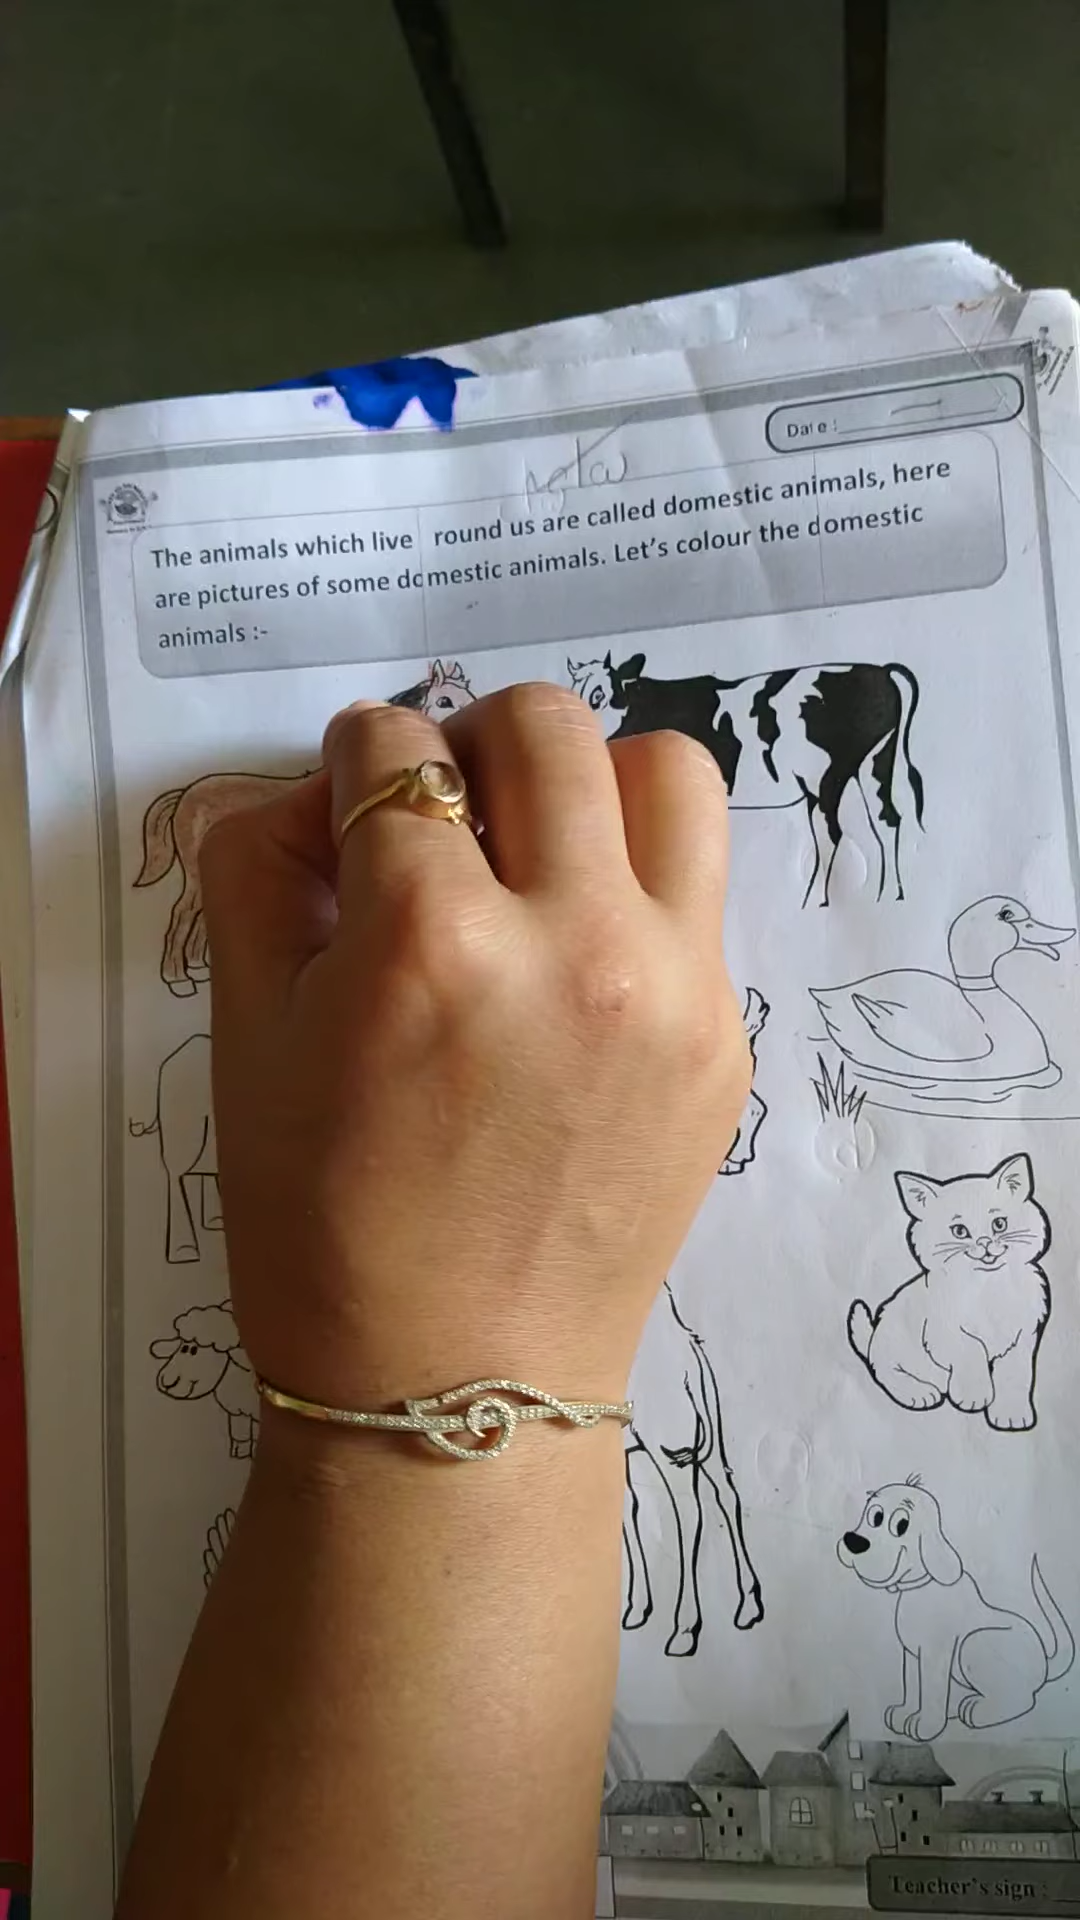 Date :
The animals which live round us are called domestic animals, here
are pictures of some domestic animals. Let's colour the domestic
animals :-
Teacher's sign :